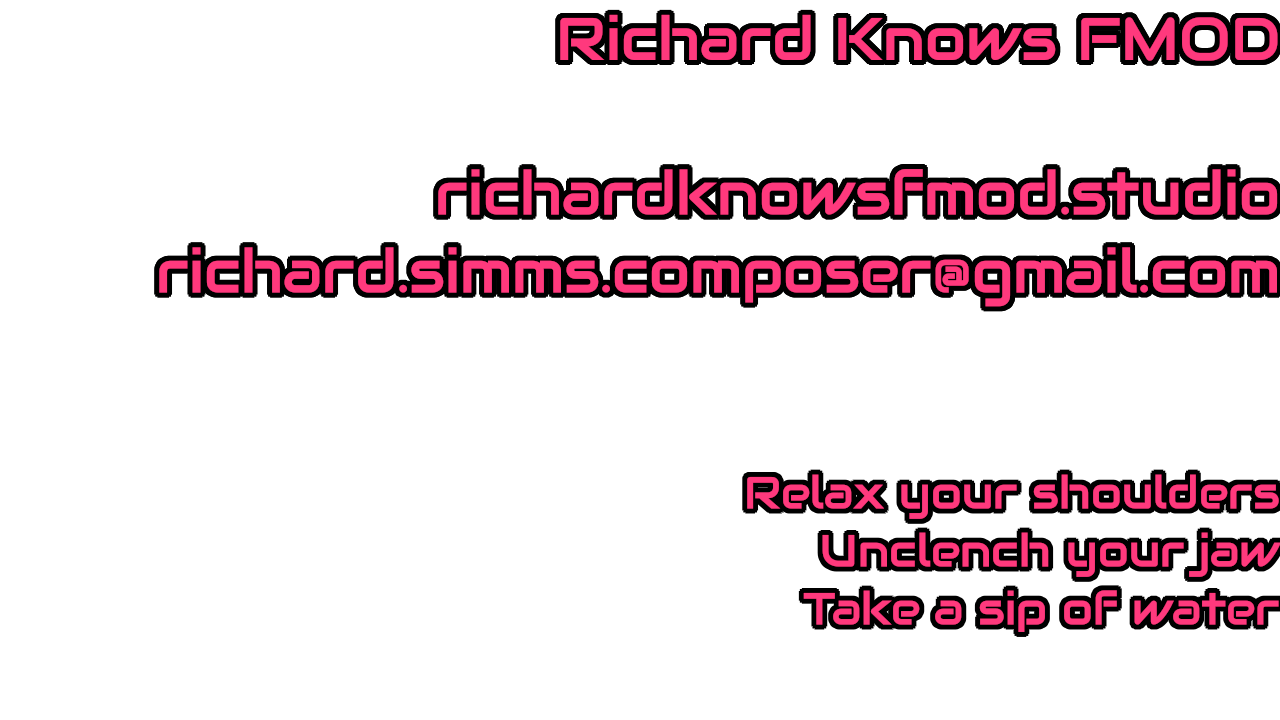 Richard Knows FMOD
richardknowsfmod.studio
richard.simms.composer@gmail.com
Relax your shoulders
Unclench your jaw
Take a sip of water